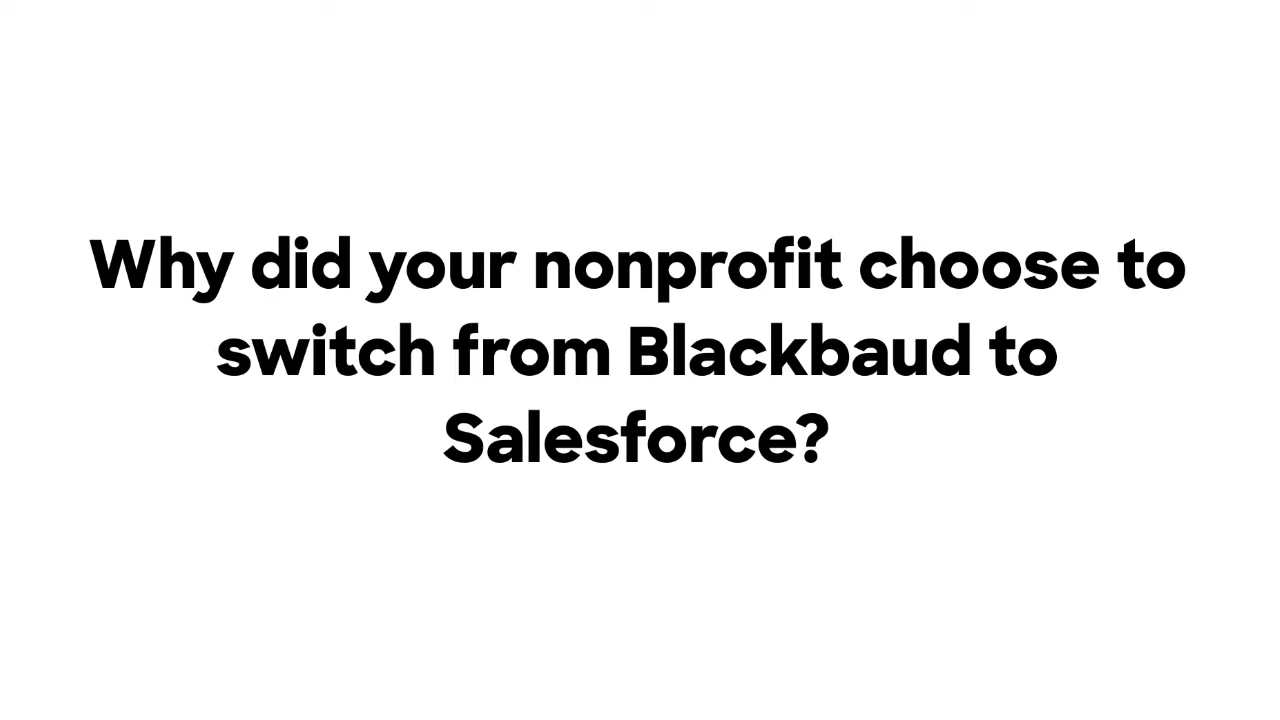 Why did your nonprofit choose to
switch from Blackbaud to
Salesforce?